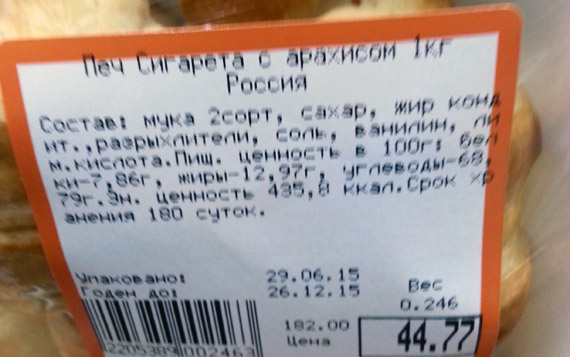 Печ Сигарета с арахисом 1кг
Россия
Состав: мука 2сорт, сахар, жир конд
ит.,разрыхлители, соль, ванилин, ли
м.кислота.Пищ. ценность в 100г: бел
ки-7,86г, жиры-12,97г, углеводы-68,
79г.Эн. ценность 435,8 ккал.Срок хр
анения 180 суток.
Упаковано: 29.06.15
Годен до: 26.12.15
Вес
0.246
182.00
Цена
44.77
2205389002463